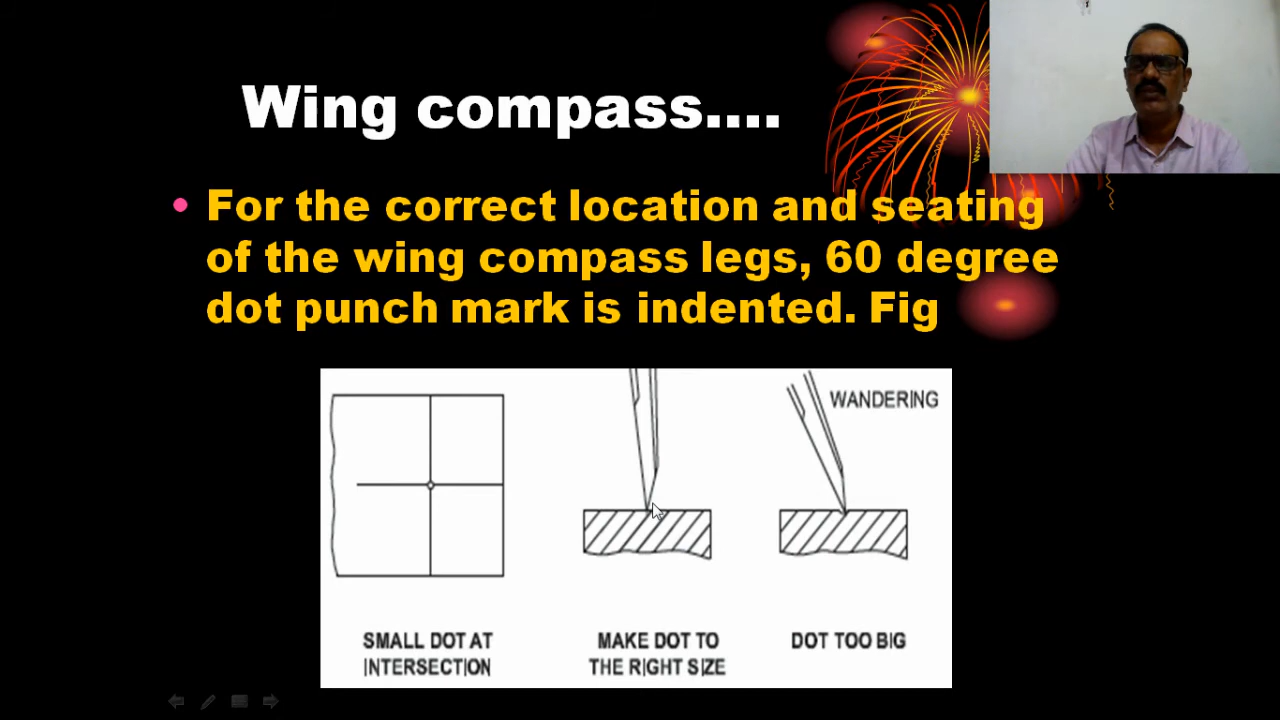 Wing compass....
• For the correct location and seating
of the wing compass legs, 60 degree
dot punch mark is indented. Fig
WANDERING
SMALL DOT AT
INTERSECTION
MAKE DOT TO
THE RIGHT SIZE
DOT TOO BIG